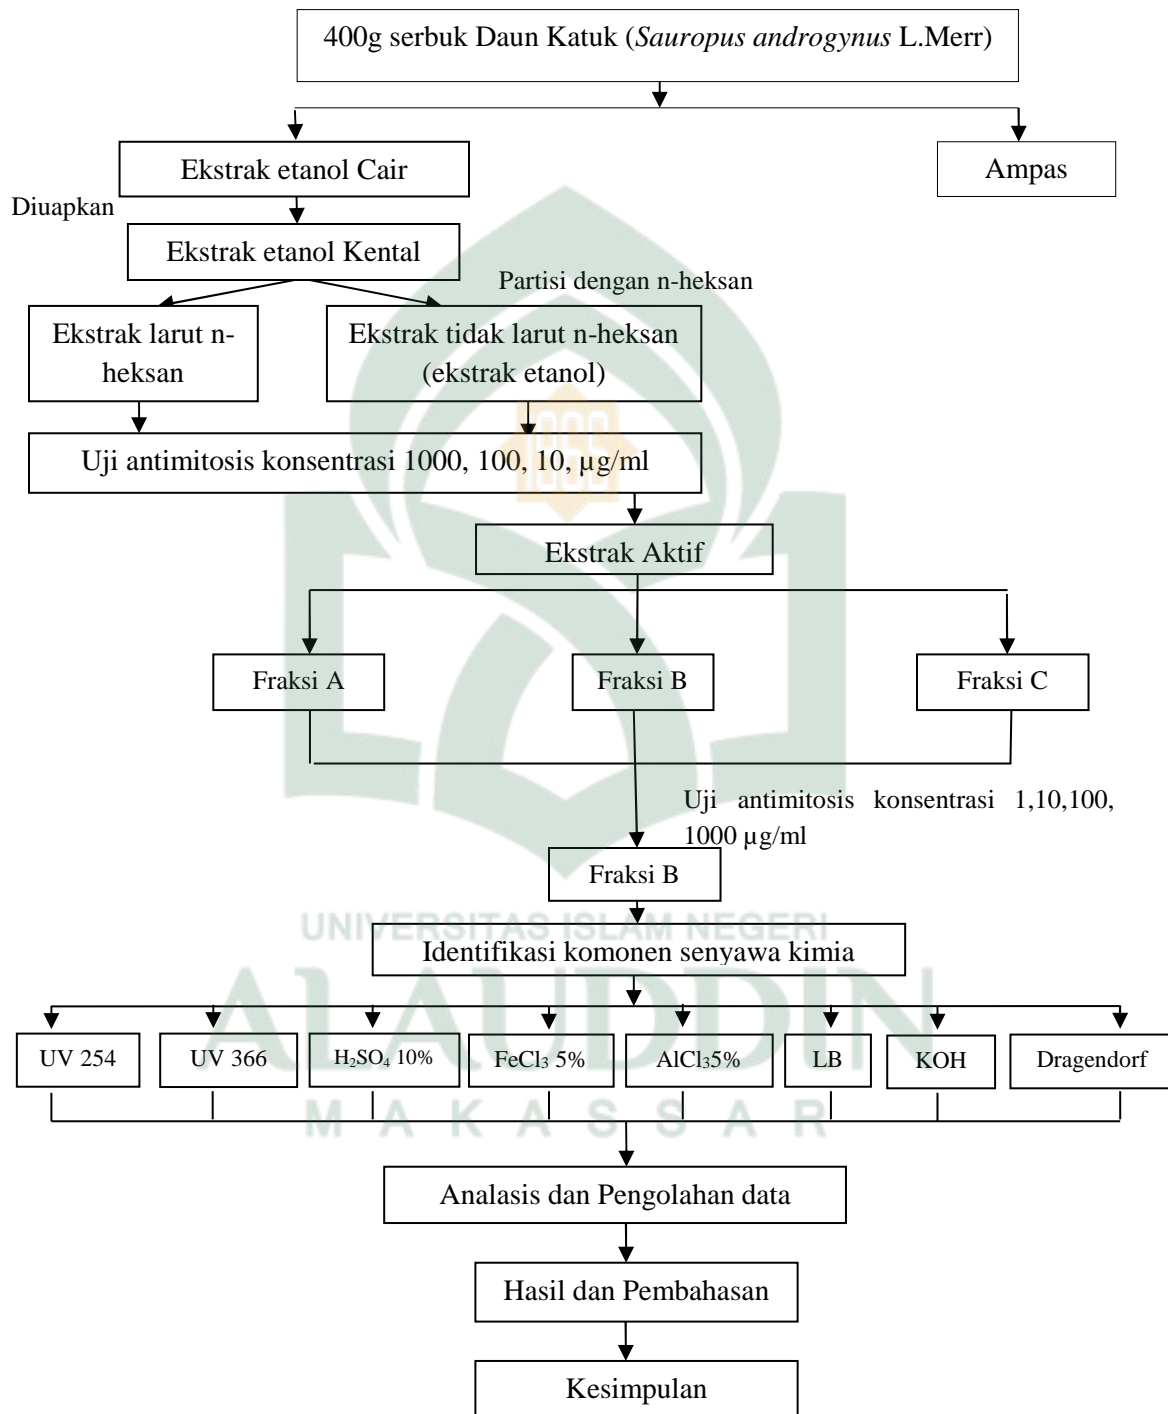 400g serbuk Daun Katuk (Sauropus androgynus L.Merr)
Ekstrak etanol Cair
Ampas
Diuapkan
Ekstrak etanol Kental
Partisi dengan n-heksan
Ekstrak larut n-
heksan
Ekstrak tidak larut n-heksan
(ekstrak etanol)
Uji antimitosis konsentrasi 1000, 100, 10, µg/ml
Ekstrak Aktif
Fraksi A
Fraksi B
Fraksi C
Uji antimitosis konsentrasi 1,10,100,
1000 µg/ml
Fraksi B
UNIVERSITAS ISLAM NEGERI
Identifikasi komonen senyawa kimia
ALAUDDIN
UV 254
UV 366
H₂SO₄ 10%
FeCl₃ 5%
AlCl₃5%
LB
KOH
Dragendorf
MAKASSAR
Analasis dan Pengolahan data
Hasil dan Pembahasan
Kesimpulan